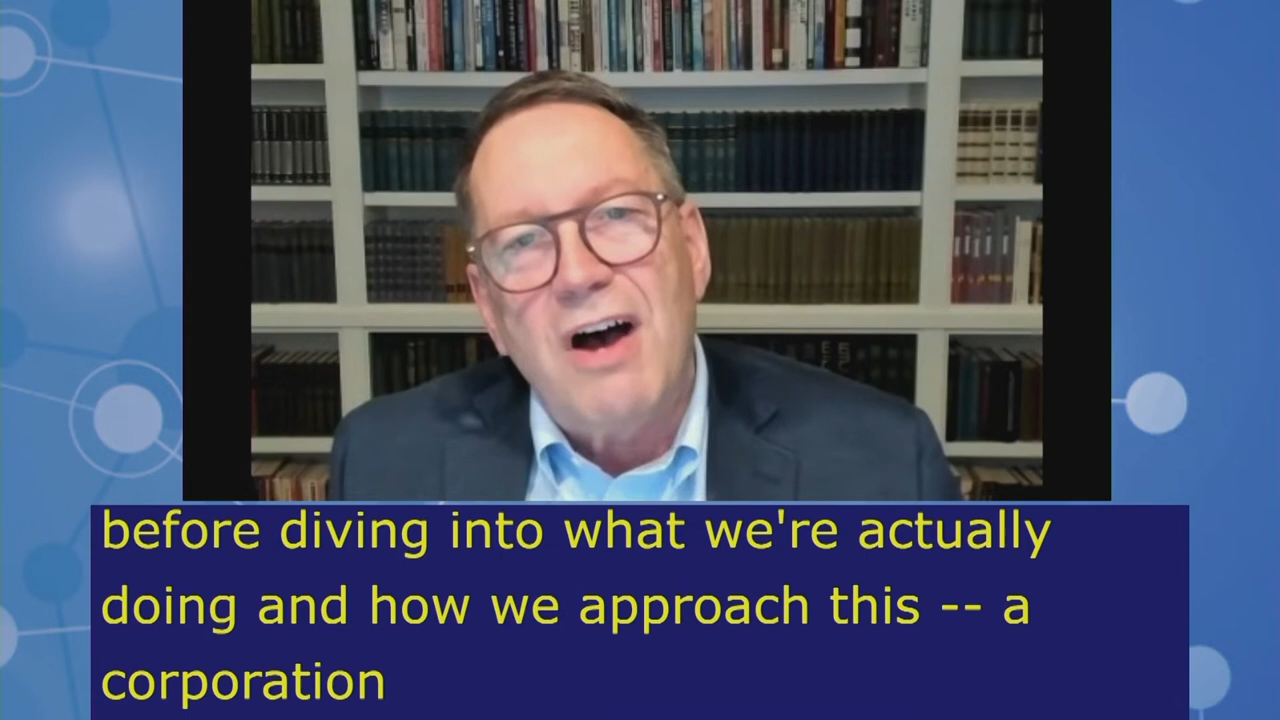 before diving into what we're actually
doing and how we approach this -- a
corporation